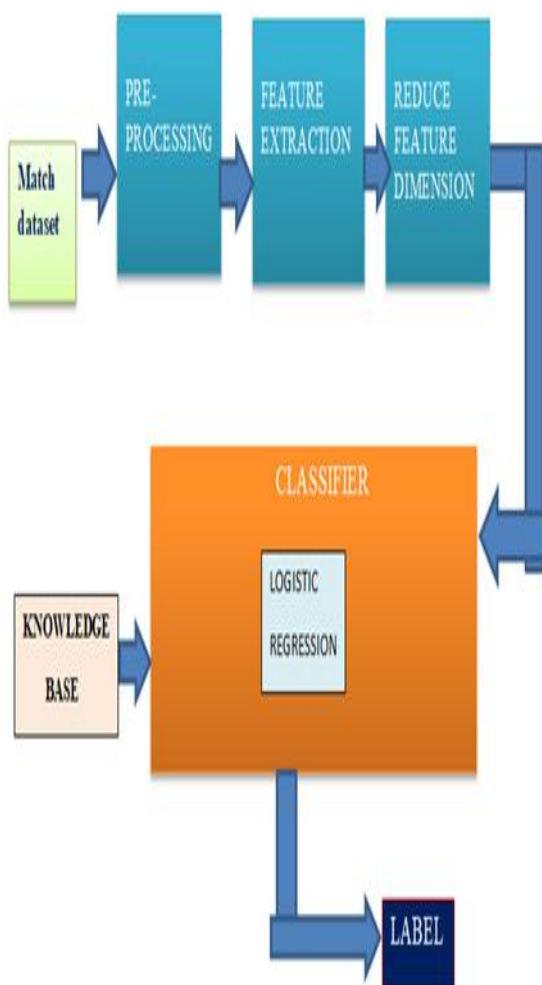 Match
dataset
PRE-
PROCESSING
FEATURE
EXTRACTION
REDUCE
FEATURE
DIMENSION
CLASSIFIER
LOGISTIC
REGRESSION
KNOWLEDGE
BASE
LABEL